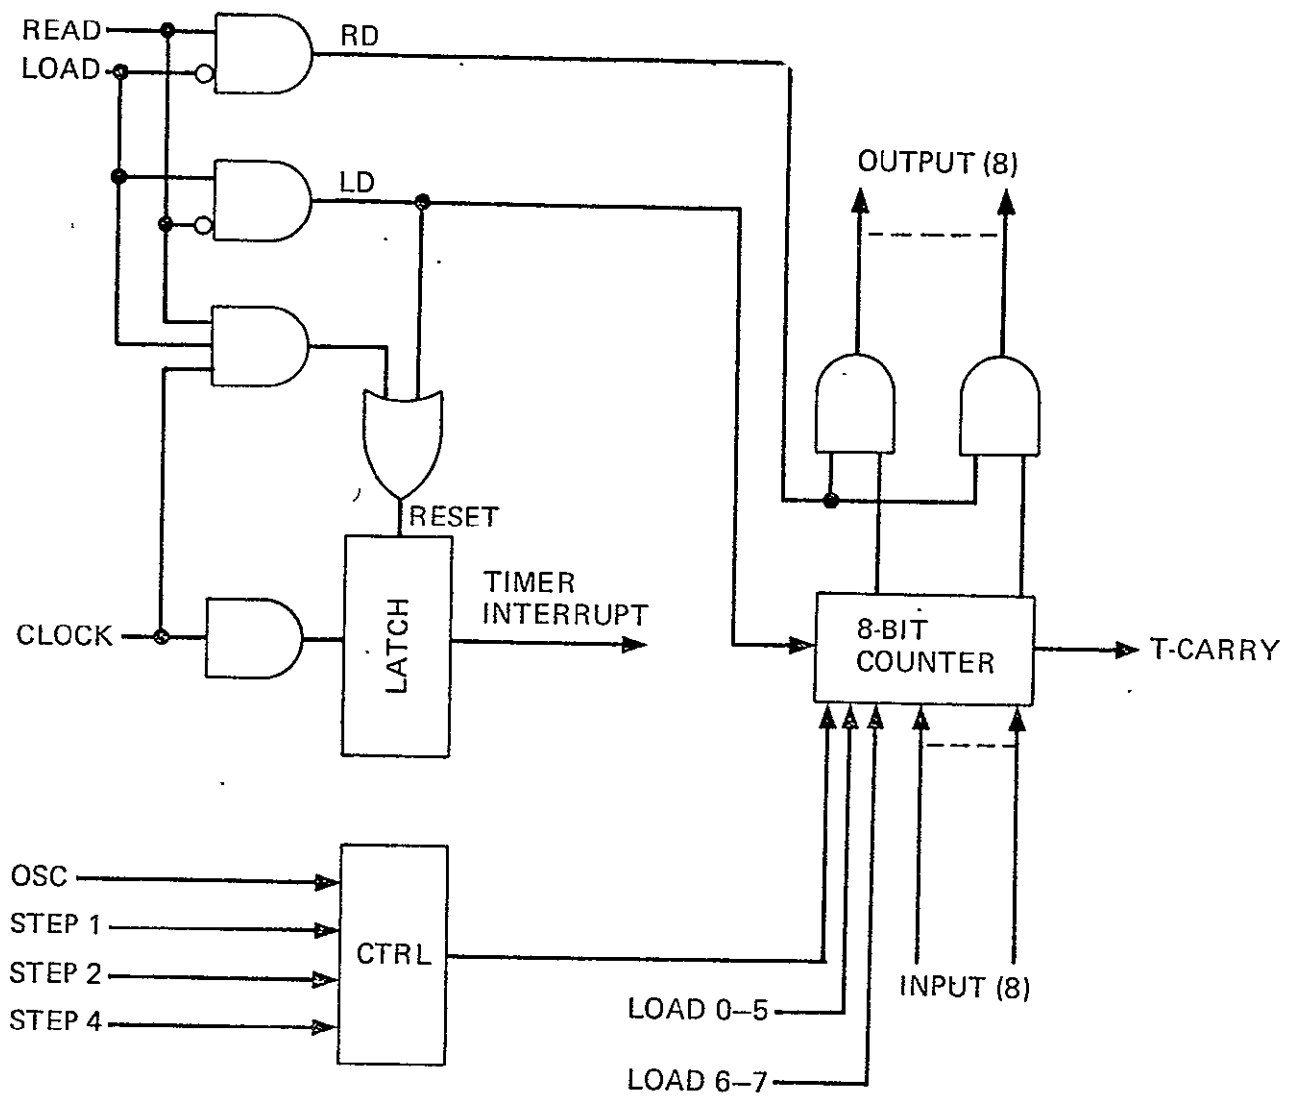 READ
LOAD
RD
LD
OUTPUT (8)
RESET
CLOCK
LATCH
TIMER
INTERRUPT
8-BIT
COUNTER
T-CARRY
OSC
STEP 1
STEP 2
STEP 4
CTRL
INPUT (8)
LOAD 0–5
LOAD 6–7